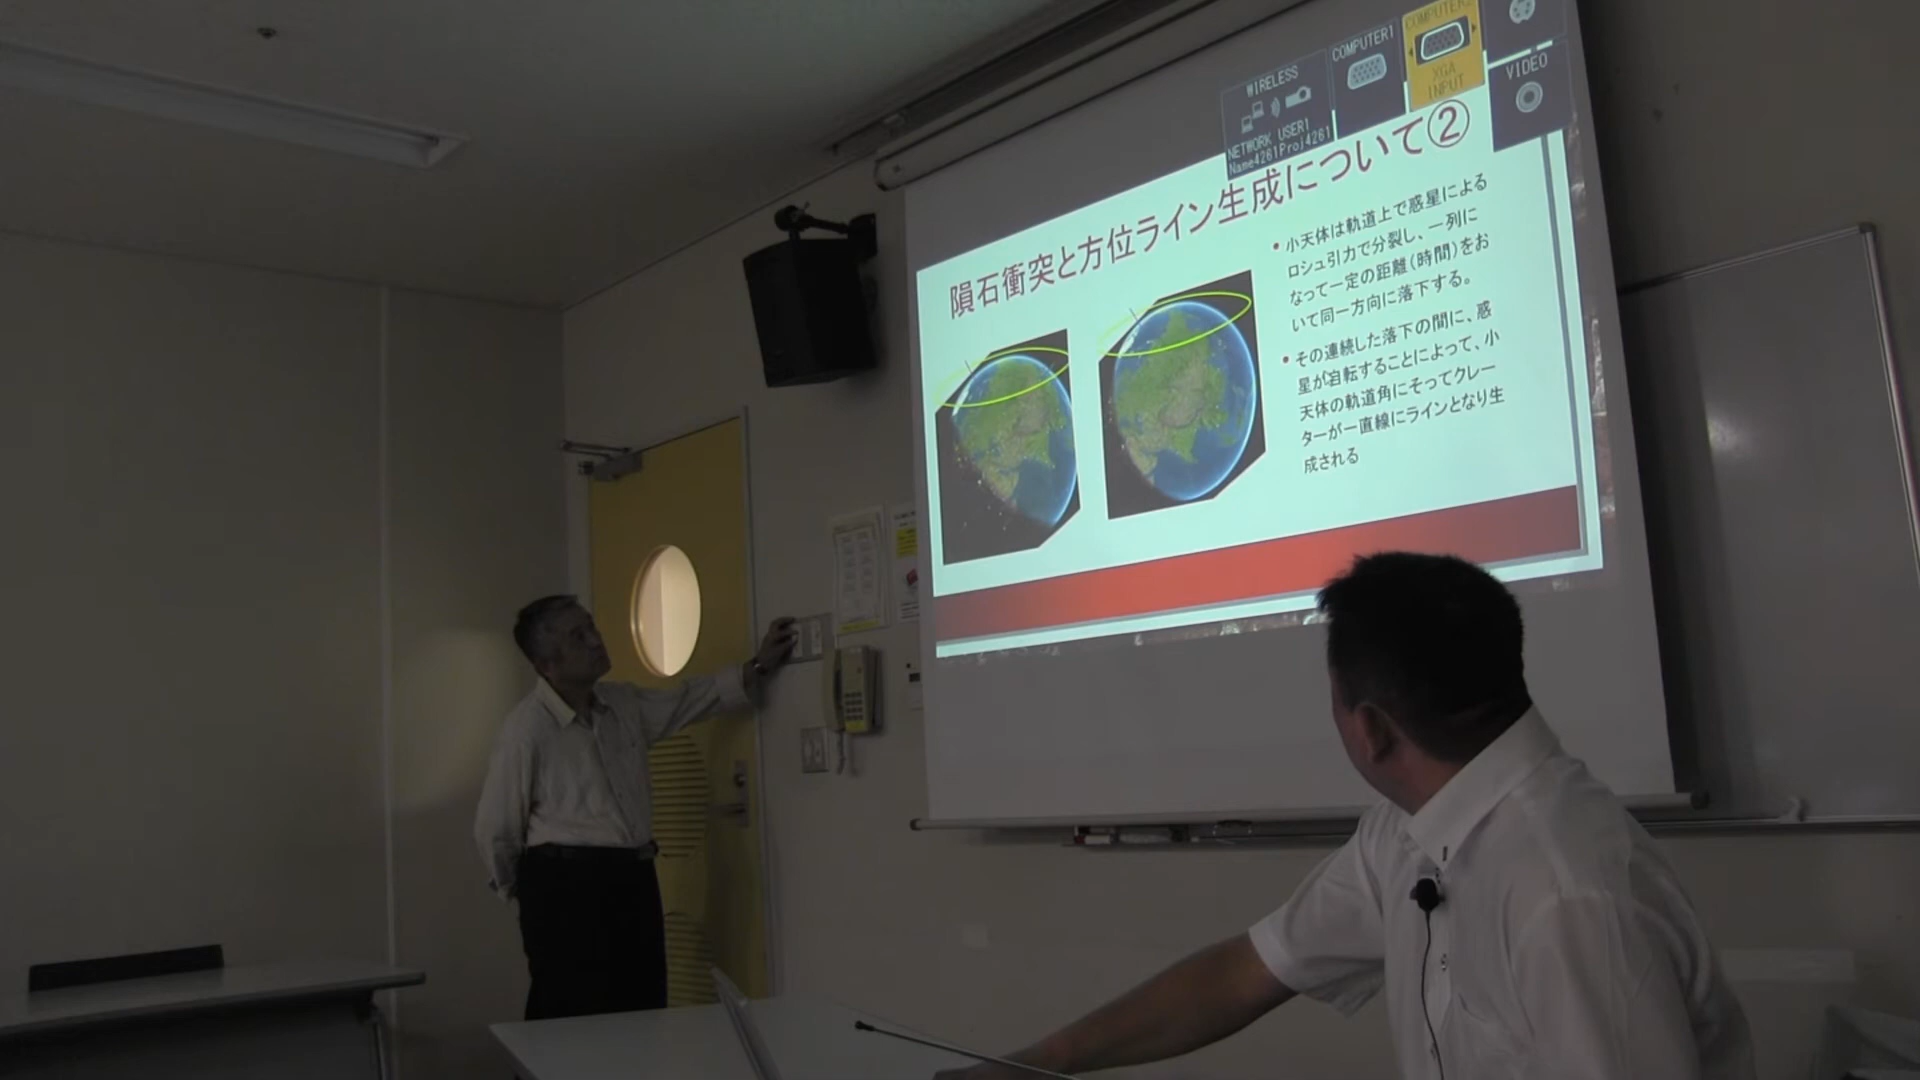 WIRELESS
NETWORK USER1
Name4261Proj4261
COMPUTER1
COMPUTER2
XGA
INPUT
VIDEO
隕石衝突と方位ライン生成について②
•小天体は軌道上で惑星による
ロシュ引力で分裂し、一列に
なって一定の距離(時間)をお
いて同一方向に落下する。
•その連続した落下の間に、惑
星が自転することによって、小
天体の軌道角にそってクレー
ターが一直線にラインとなり生
成される